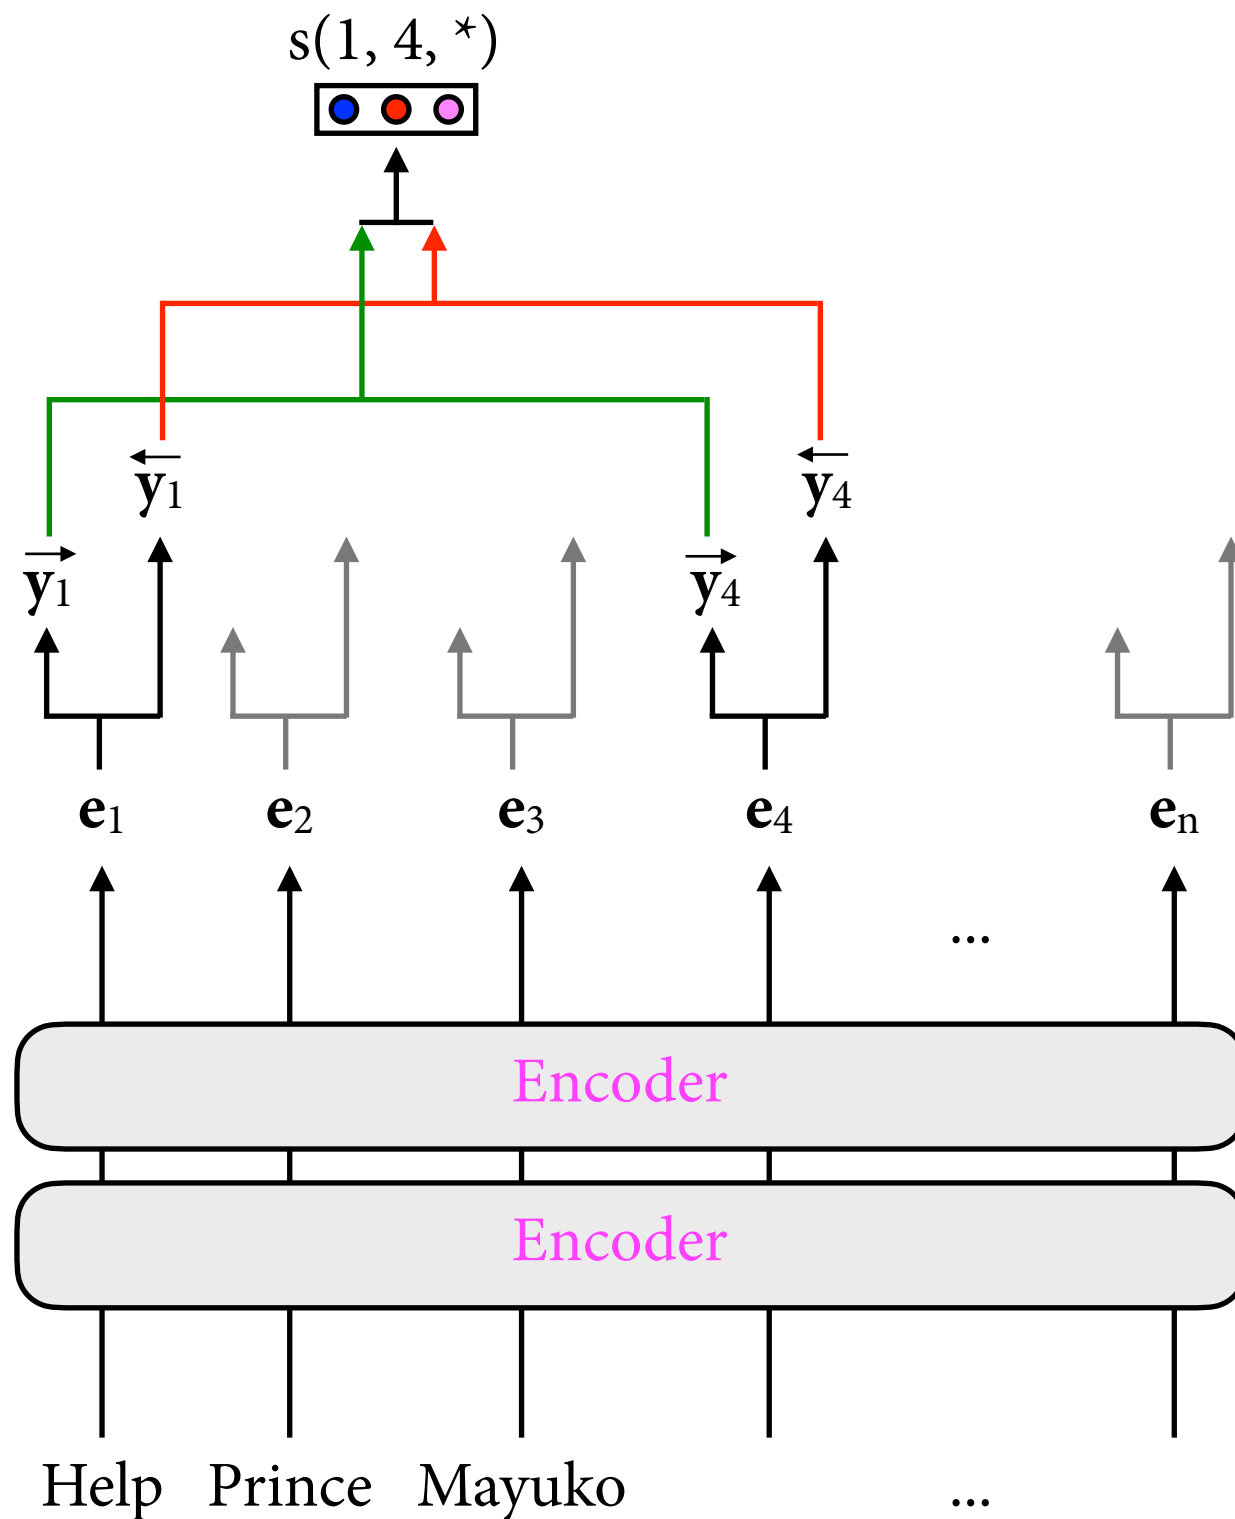 s(1, 4, *)
y⃖1 y⃖4
y⃗1 y⃗4
e1 e2 e3 e4 en
...
Encoder
Encoder
Help Prince Mayuko ...